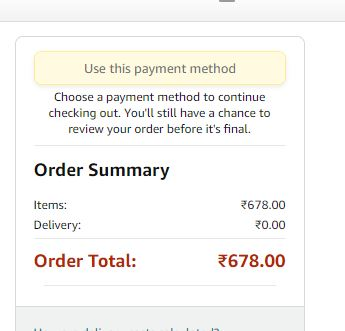 Use this payment method
Choose a payment method to continue
checking out. You'll still have a chance to
review your order before it's final.
Order Summary
Items: ₹678.00
Delivery: ₹0.00
Order Total: ₹678.00